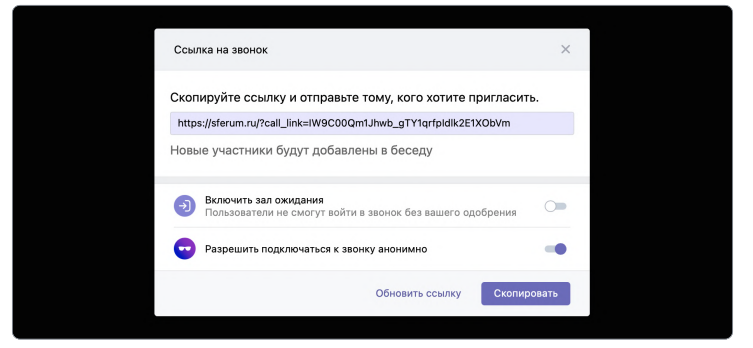 Ссылка на звонок
Скопируйте ссылку и отправьте тому, кого хотите пригласить.
https://sferum.ru/?call_link=lW9C00Qm1Jhwb_gTY1qrfpIdlk2E1XObVm
Новые участники будут добавлены в беседу
Включить зал ожидания
Пользователи не смогут войти в звонок без вашего одобрения
Разрешить подключаться к звонку анонимно
Обновить ссылку
Скопировать